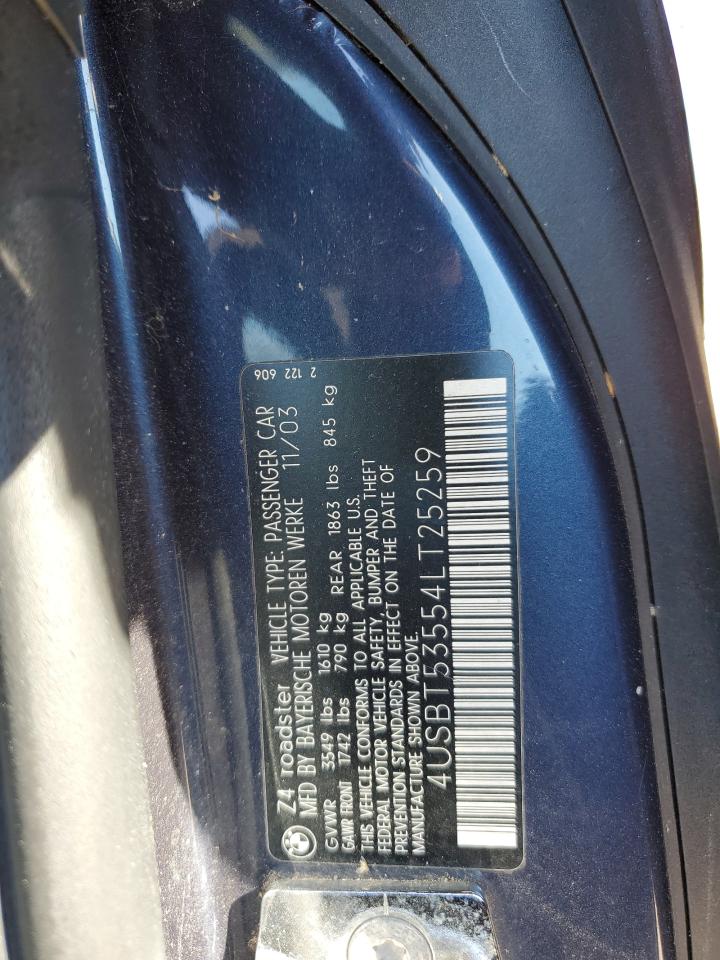 Z4 roadster VEHICLE TYPE: PASSENGER CAR
MFD BY BAYERISCHE MOTOREN WERKE 11/03
2 122 606
GVWR 3549 lbs 1610 kg
GAWR FRONT 1742 lbs 790 kg REAR 1863 lbs 845 kg
THIS VEHICLE CONFORMS TO ALL APPLICABLE U.S.
FEDERAL MOTOR VEHICLE SAFETY, BUMPER AND THEFT
PREVENTION STANDARDS IN EFFECT ON THE DATE OF
MANUFACTURE SHOWN ABOVE.
4USBT53554LT25259